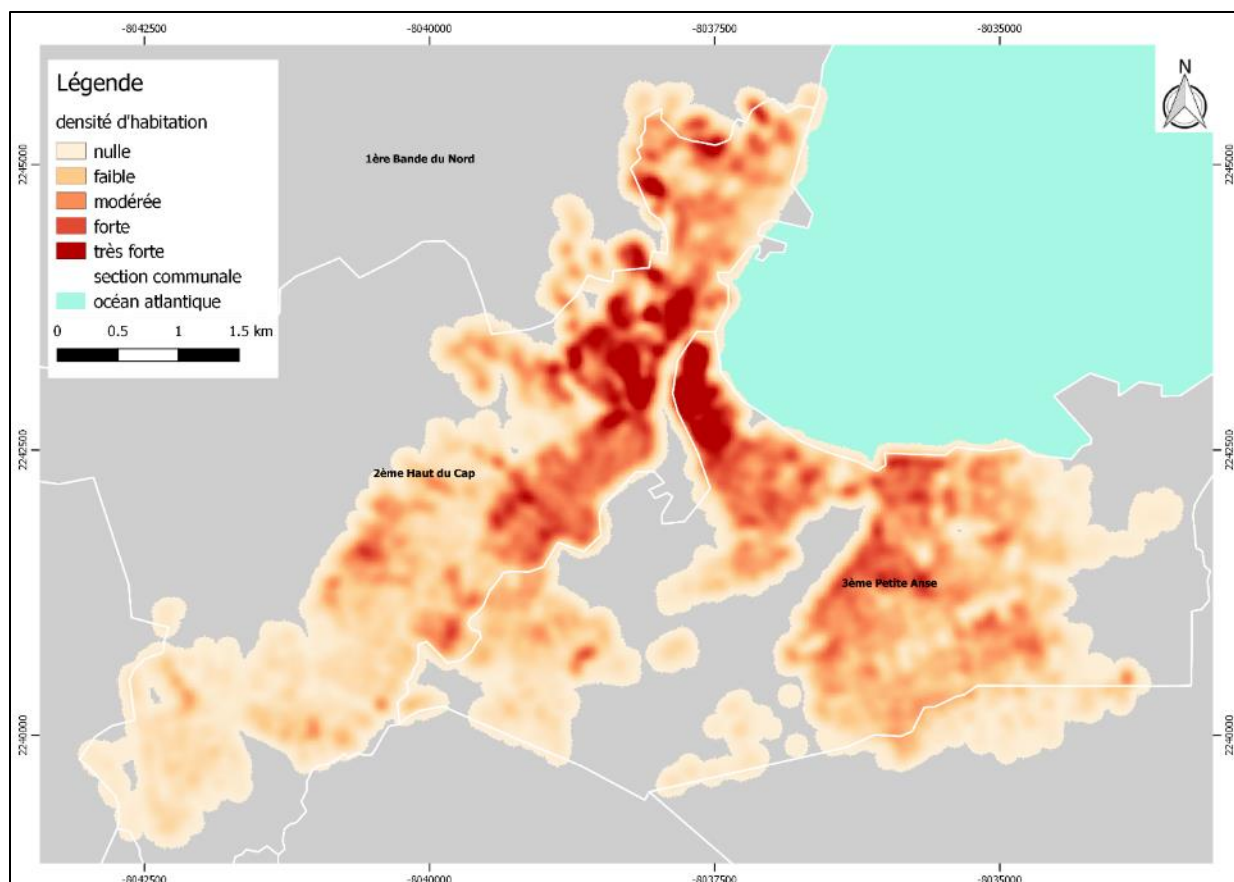 -8042500 -8040000 -8037500 -8035000
N
Légende
densité d'habitation
nulle
faible
modérée
forte
très forte
section communale
océan atlantique
0 0.5 1 1.5 km
1ère Bande du Nord
2245000 2245000
2242500 2242500
2ème Haut du Cap
3ème Petite Anse
2240000 2240000
-8042500 -8040000 -8037500 -8035000